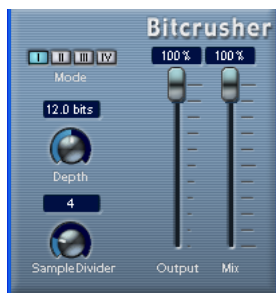 Bitcrusher
I II III IV
Mode
100 % 100 %
12.0 bits
Depth
4
SampleDivider
Output Mix